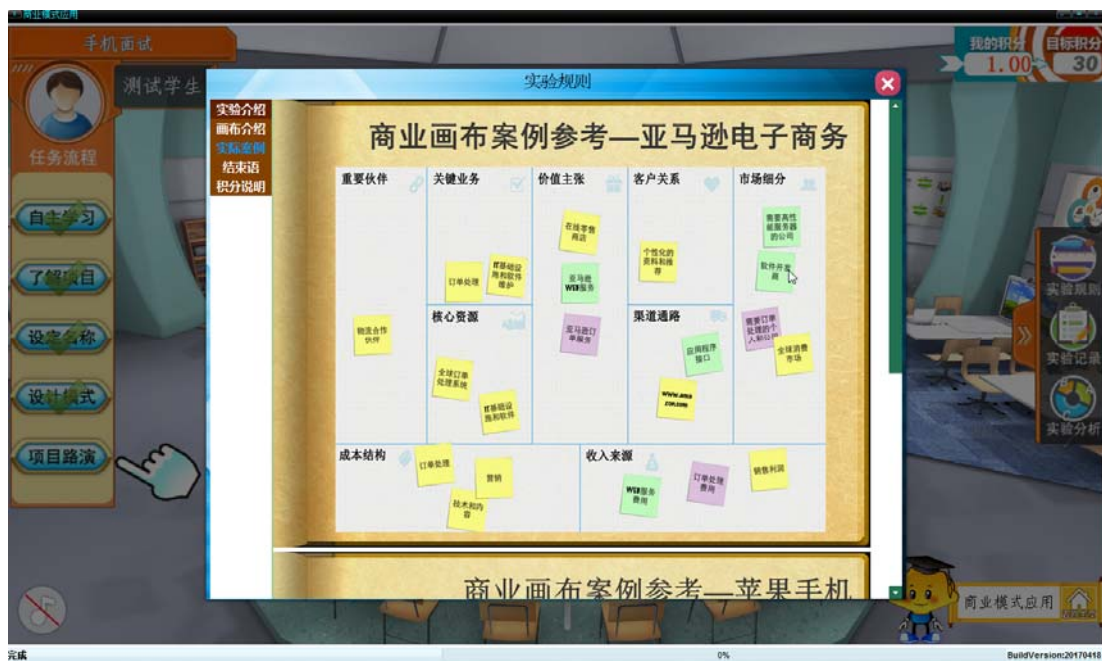 商业模式应用
手机面试
测试学生
我的积分
1.00
目标积分
30
任务流程
自主学习
了解项目
设定名称
设计模式
项目路演
实验规则
实验介绍
画布介绍
实际案例
结束语
积分说明
商业画布案例参考—亚马逊电子商务
重要伙伴
物流合作
伙伴
关键业务
订单处理
IT基础设
施和软件
维护
核心资源
全球订单
处理系统
IT基础设
施和软件
价值主张
在线零售
商店
亚马逊
WEB服务
亚马逊订
单服务
客户关系
个性化的
资料和推
荐
渠道通路
应用程序
接口
www.ama
zon.com
市场细分
需要高性
能服务器
的公司
软件开发
商
需要订单
处理的个
人和公司
全球消费
市场
成本结构
订单处理
营销
技术和内
容
收入来源
WEB服务
费用
订单处理
费用
销售利润
商业画布案例参考—苹果手机
实验规则
实验记录
实验分析
商业模式应用
完成
0%
BuildVersion:20170418